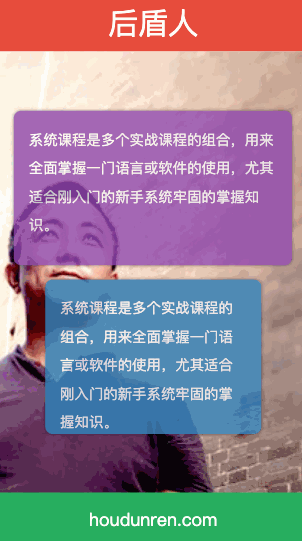 后盾人
系统课程是多个实战课程的组合，用来
全面掌握一门语言或软件的使用，尤其
适合刚入门的新手系统牢固的掌握知
识。
系统课程是多个实战课程的
组合，用来全面掌握一门语
言或软件的使用，尤其适合
刚入门的新手系统牢固的掌
握知识。
houdunren.com